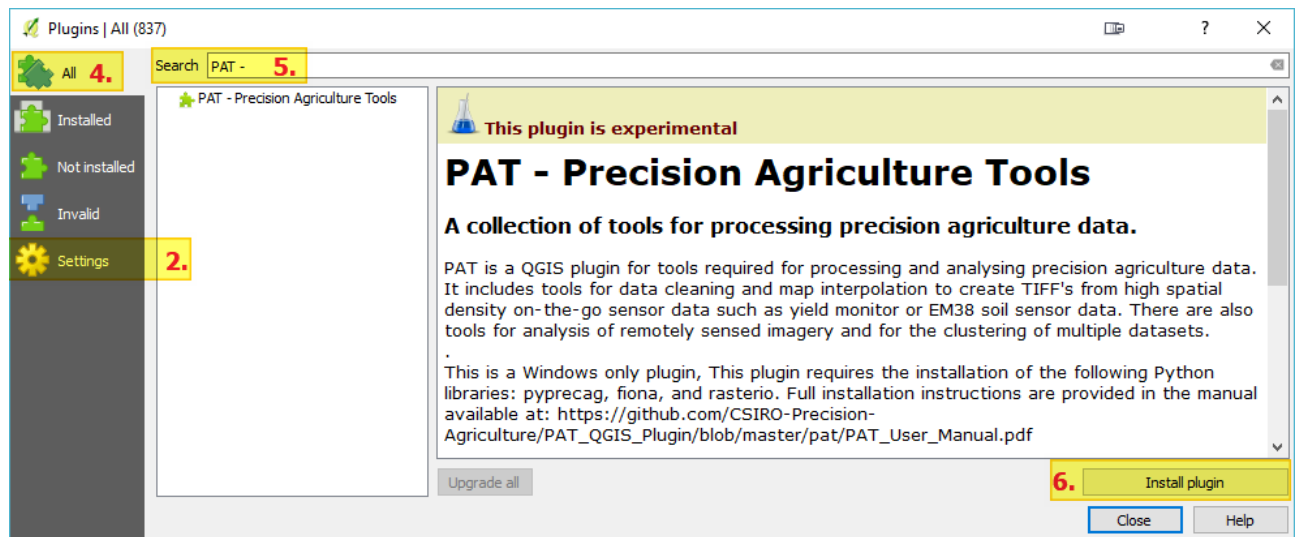 Plugins | All (837)
?
All 4.
Search PAT - 5.
Installed
Not installed
Invalid
Settings 2.
PAT - Precision Agriculture Tools
This plugin is experimental
PAT - Precision Agriculture Tools
A collection of tools for processing precision agriculture data.
PAT is a QGIS plugin for tools required for processing and analysing precision agriculture data.
It includes tools for data cleaning and map interpolation to create TIFF's from high spatial
density on-the-go sensor data such as yield monitor or EM38 soil sensor data. There are also
tools for analysis of remotely sensed imagery and for the clustering of multiple datasets.
.
This is a Windows only plugin, This plugin requires the installation of the following Python
libraries: pyprecag, fiona, and rasterio. Full installation instructions are provided in the manual
available at: https://github.com/CSIRO-Precision-
Agriculture/PAT_QGIS_Plugin/blob/master/pat/PAT_User_Manual.pdf
Upgrade all
6. Install plugin
Close
Help